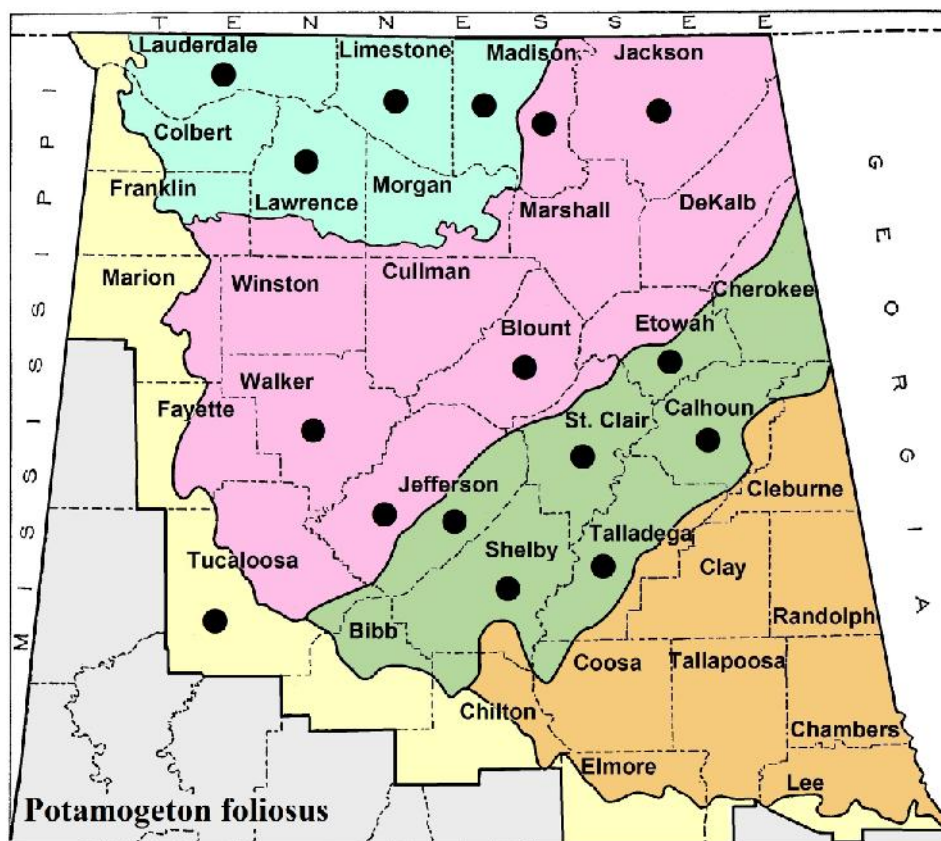 TENNESSEE
Lauderdale
Limestone
Madison
Jackson
MISSISSIPPI
GEORGIA
Colbert
Franklin
Lawrence
Morgan
Marshall
DeKalb
Marion
Winston
Cullman
Cherokee
Blount
Etowah
Walker
Fayette
St. Clair
Calhoun
Jefferson
Cleburne
Tucaloosa
Shelby
Talladega
Clay
Randolph
Bibb
Coosa
Tallapoosa
Chilton
Chambers
Elmore
Lee
Potamogeton foliosus